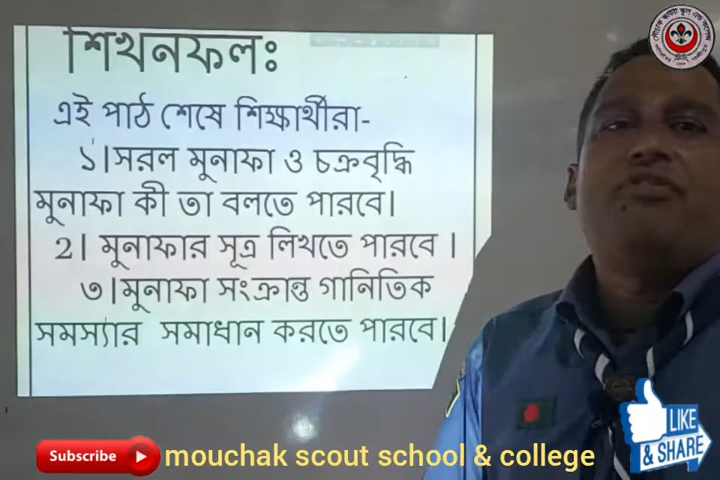 শিখনফলঃ
এই পাঠ শেষে শিক্ষার্থীরা-
১।সরল মুনাফা ও চক্রবৃদ্ধি
মুনাফা কী তা বলতে পারবে।
2। মুনাফার সূত্র লিখতে পারবে ।
৩।মুনাফা সংক্রান্ত গানিতিক
সমস্যার সমাধান করতে পারবে।
LIKE
& SHARE
Subscribe
mouchak scout school & college